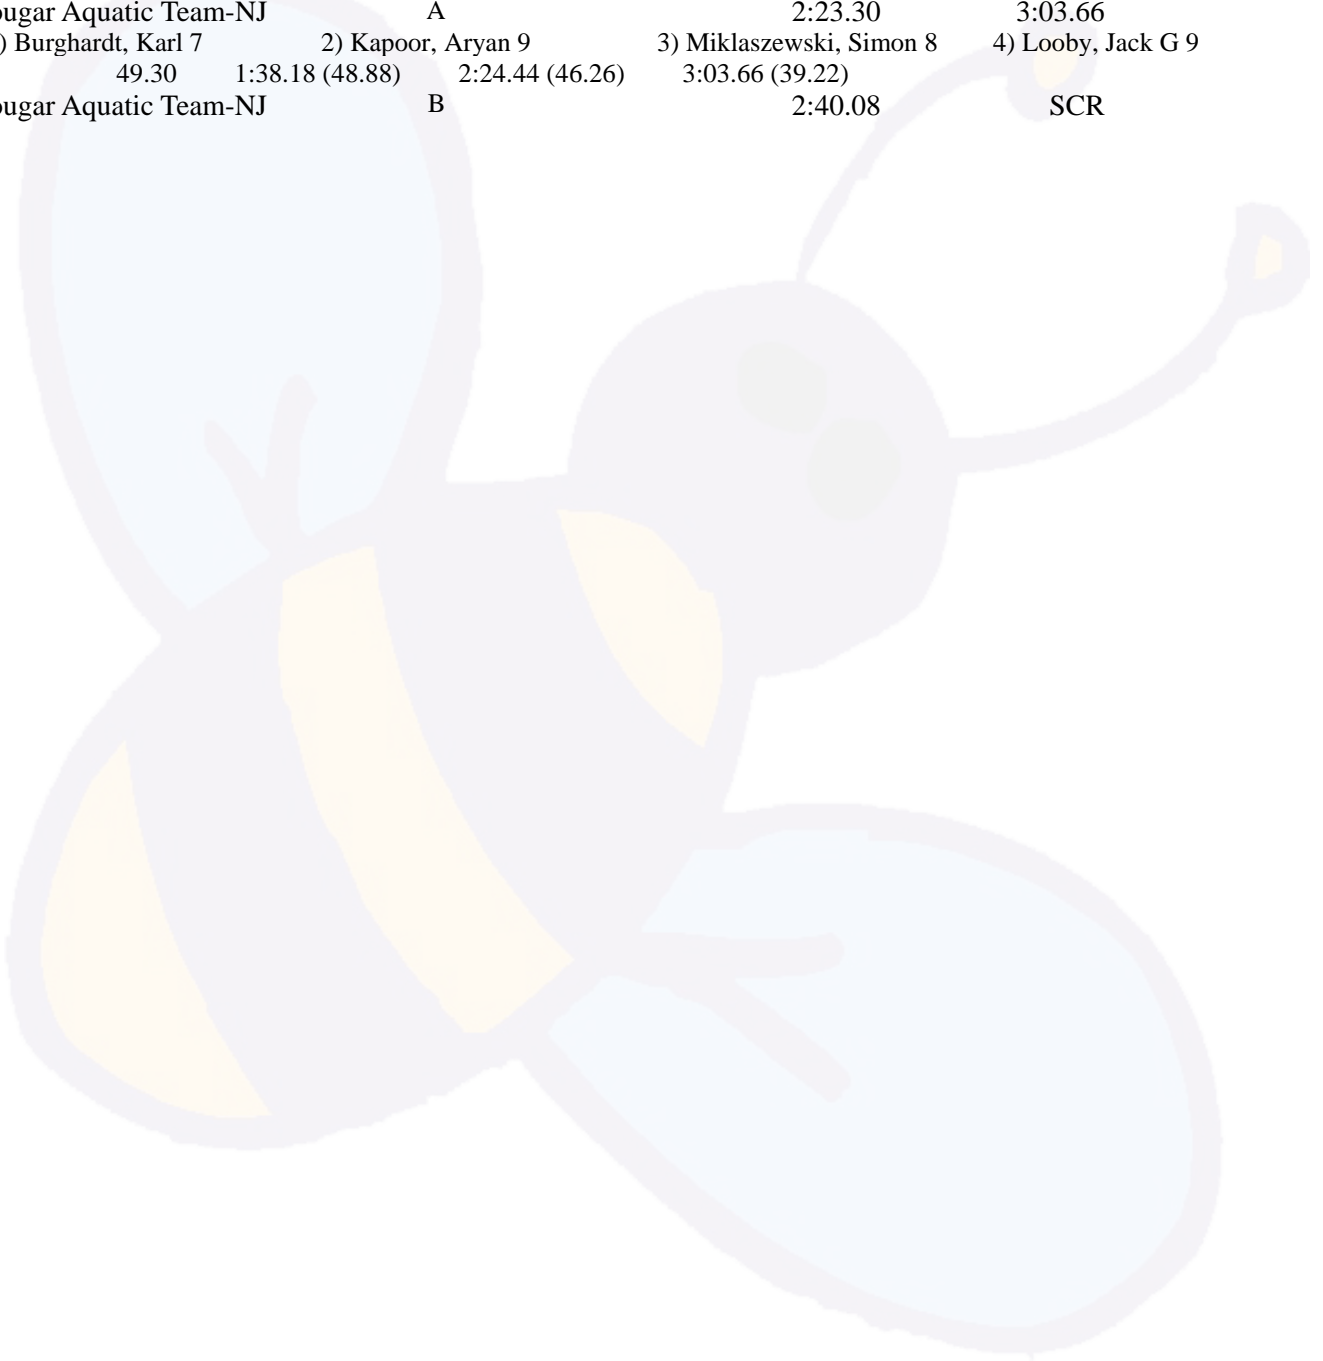 ougar Aquatic Team-NJ A 2:23.30 3:03.66
) Burghardt, Karl 7 2) Kapoor, Aryan 9 3) Miklaszewski, Simon 8 4) Looby, Jack G 9
49.30 1:38.18 (48.88) 2:24.44 (46.26) 3:03.66 (39.22)
ougar Aquatic Team-NJ B 2:40.08 SCR